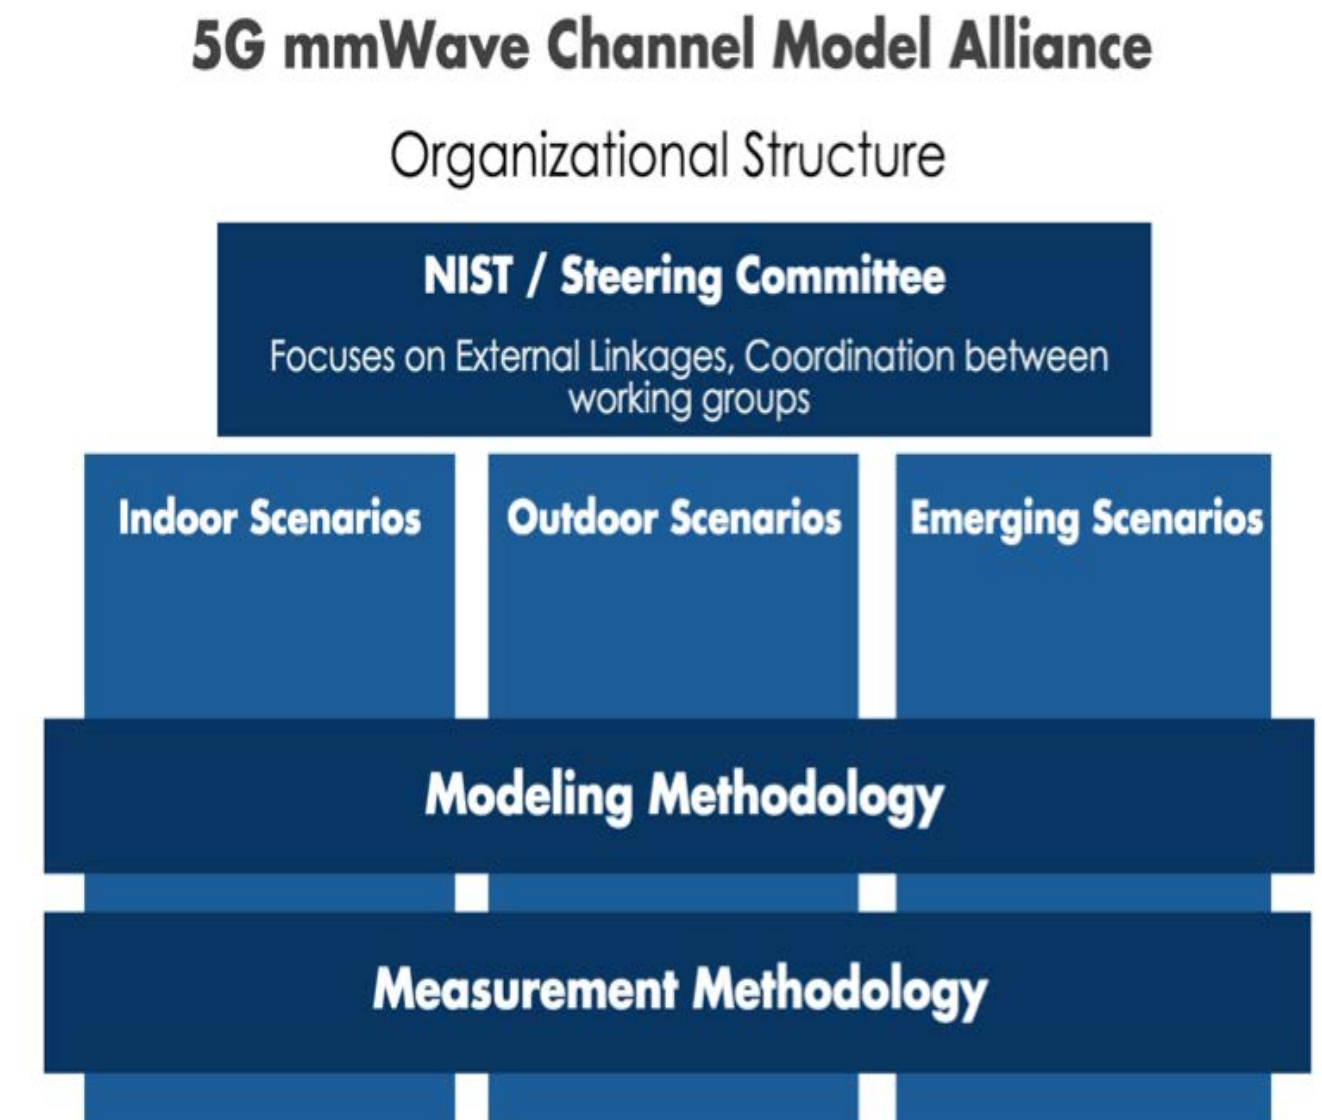 5G mmWave Channel Model Alliance
Organizational Structure
NIST / Steering Committee
Focuses on External Linkages, Coordination between
working groups
Indoor Scenarios
Outdoor Scenarios
Emerging Scenarios
Modeling Methodology
Measurement Methodology